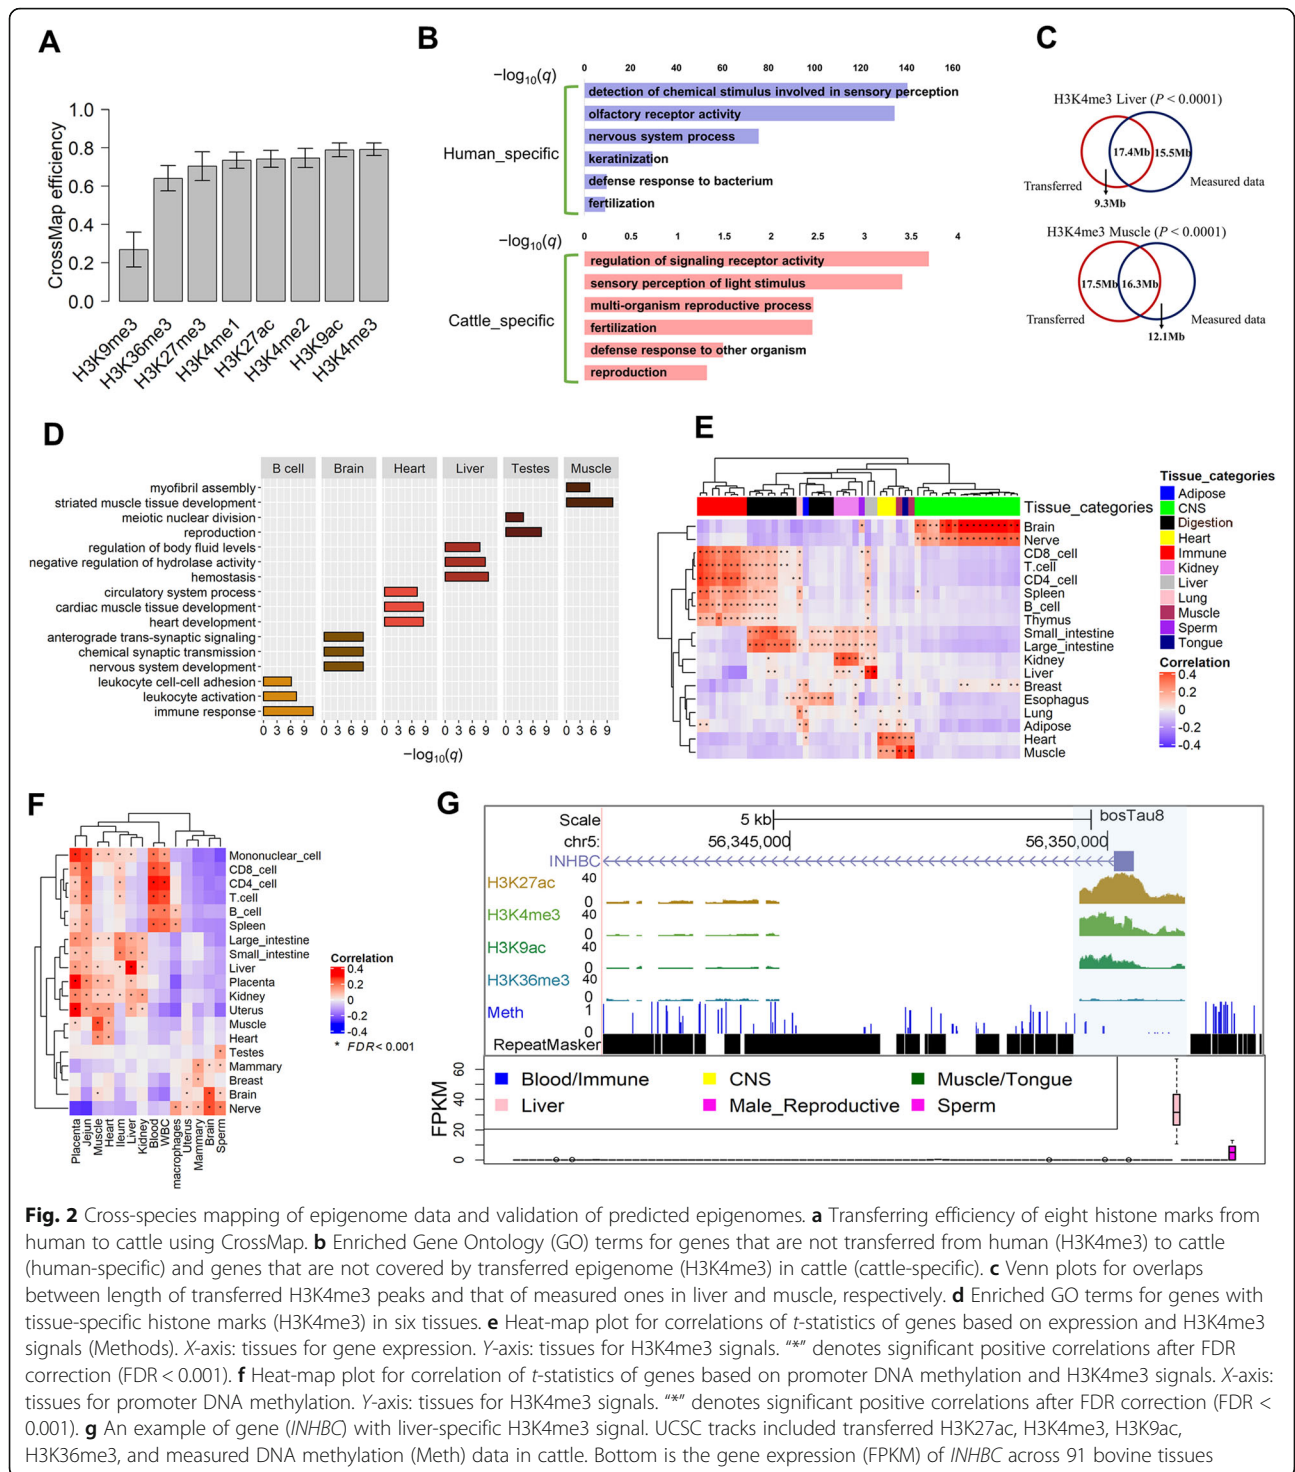 A
CrossMap efficiency
1.0
0.8
0.6
0.4
0.2
0.0
H3K9me3
H3K36me3
H3K27me3
H3K4me1
H3K27ac
H3K4me2
H3K9ac
H3K4me3
B
−log10(q)
0 20 40 60 80 100 120 140 160
Human_specific
detection of chemical stimulus involved in sensory perception
olfactory receptor activity
nervous system process
keratinization
defense response to bacterium
fertilization
−log10(q)
0 0.5 1 1.5 2 2.5 3 3.5 4
Cattle_specific
regulation of signaling receptor activity
sensory perception of light stimulus
multi-organism reproductive process
fertilization
defense response to other organism
reproduction
C
H3K4me3 Liver (P < 0.0001)
17.4Mb 15.5Mb
Transferred
Measured data
9.3Mb
H3K4me3 Muscle (P < 0.0001)
17.5Mb 16.3Mb
Transferred
Measured data
12.1Mb
D
B cell Brain Heart Liver Testes Muscle
myofibril assembly
striated muscle tissue development
meiotic nuclear division
reproduction
regulation of body fluid levels
negative regulation of hydrolase activity
hemostasis
circulatory system process
cardiac muscle tissue development
heart development
anterograde trans-synaptic signaling
chemical synaptic transmission
nervous system development
leukocyte cell-cell adhesion
leukocyte activation
immune response
0 3 6 9 0 3 6 9 0 3 6 9 0 3 6 9 0 3 6 9 0 3 6 9
−log10(q)
E
Tissue_categories
Brain
Nerve
CD8_cell
T.cell
CD4_cell
Spleen
B_cell
Thymus
Small_intestine
Large_intestine
Kidney
Liver
Breast
Esophagus
Lung
Adipose
Heart
Muscle
Tissue_categories
Adipose
CNS
Digestion
Heart
Immune
Kidney
Liver
Lung
Muscle
Sperm
Tongue
Correlation
0.4
0.2
0
-0.2
-0.4
F
Mononuclear_cell
CD8_cell
CD4_cell
T.cell
B_cell
Spleen
Large_intestine
Small_intestine
Liver
Placenta
Kidney
Uterus
Muscle
Heart
Testes
Mammary
Breast
Brain
Nerve
Placenta
Jejun
Muscle
Heart
Ileum
Liver
Kidney
Blood
WBC
macrophages
Uterus
Mammary
Brain
Sperm
Correlation
0.4
0.2
0
-0.2
-0.4
* FDR < 0.001
G
Scale 5 kb bosTau8
chr5: 56,345,000 56,350,000
INHBC
H3K27ac 40
0
H3K4me3 40
0
H3K9ac 40
0
H3K36me3 40
0
Meth 1
0
RepeatMasker
FPKM
60
40
20
0
Blood/Immune CNS Muscle/Tongue
Liver Male_Reproductive Sperm
Fig. 2 Cross-species mapping of epigenome data and validation of predicted epigenomes. a Transferring efficiency of eight histone marks from
human to cattle using CrossMap. b Enriched Gene Ontology (GO) terms for genes that are not transferred from human (H3K4me3) to cattle
(human-specific) and genes that are not covered by transferred epigenome (H3K4me3) in cattle (cattle-specific). c Venn plots for overlaps
between length of transferred H3K4me3 peaks and that of measured ones in liver and muscle, respectively. d Enriched GO terms for genes with
tissue-specific histone marks (H3K4me3) in six tissues. e Heat-map plot for correlations of t-statistics of genes based on expression and H3K4me3
signals (Methods). X-axis: tissues for gene expression. Y-axis: tissues for H3K4me3 signals. “*” denotes significant positive correlations after FDR
correction (FDR < 0.001). f Heat-map plot for correlation of t-statistics of genes based on promoter DNA methylation and H3K4me3 signals. X-axis:
tissues for promoter DNA methylation. Y-axis: tissues for H3K4me3 signals. “*” denotes significant positive correlations after FDR correction (FDR <
0.001). g An example of gene (INHBC) with liver-specific H3K4me3 signal. UCSC tracks included transferred H3K27ac, H3K4me3, H3K9ac,
H3K36me3, and measured DNA methylation (Meth) data in cattle. Bottom is the gene expression (FPKM) of INHBC across 91 bovine tissues